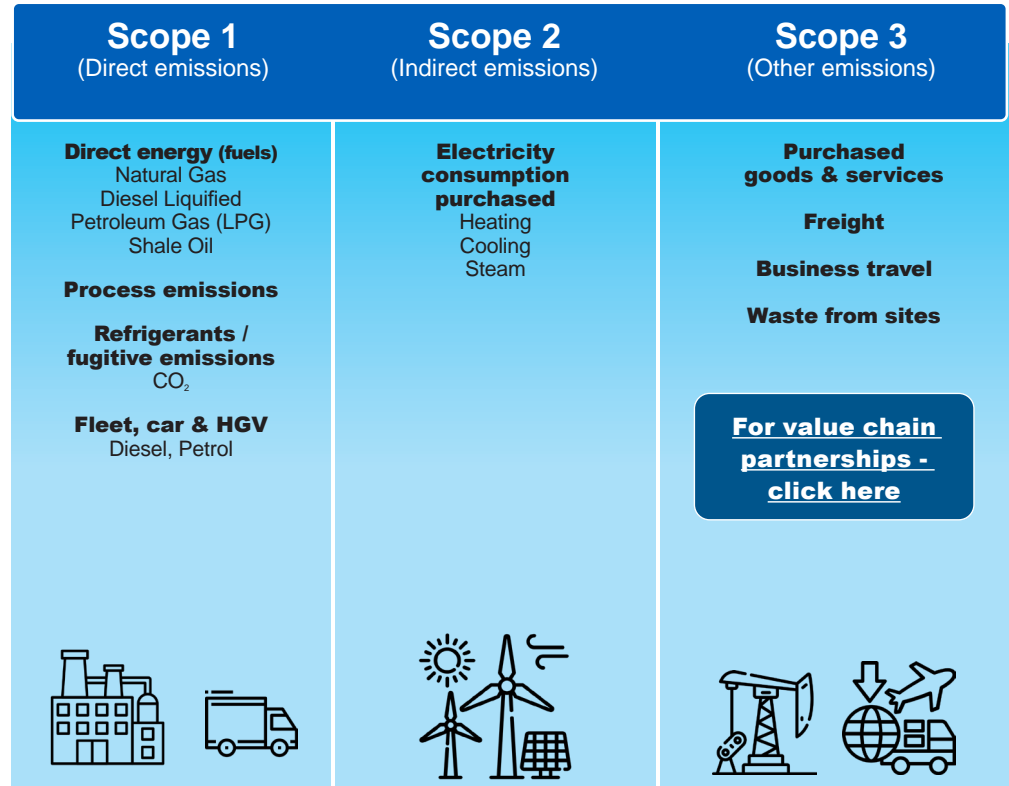 Scope 1
(Direct emissions)
Direct energy (fuels)
Natural Gas
Diesel Liquified
Petroleum Gas (LPG)
Shale Oil
Process emissions
Refrigerants /
fugitive emissions
CO₂
Fleet, car & HGV
Diesel, Petrol
Scope 2
(Indirect emissions)
Electricity
consumption
purchased
Heating
Cooling
Steam
Scope 3
(Other emissions)
Purchased
goods & services
Freight
Business travel
Waste from sites
For value chain
partnerships -
click here